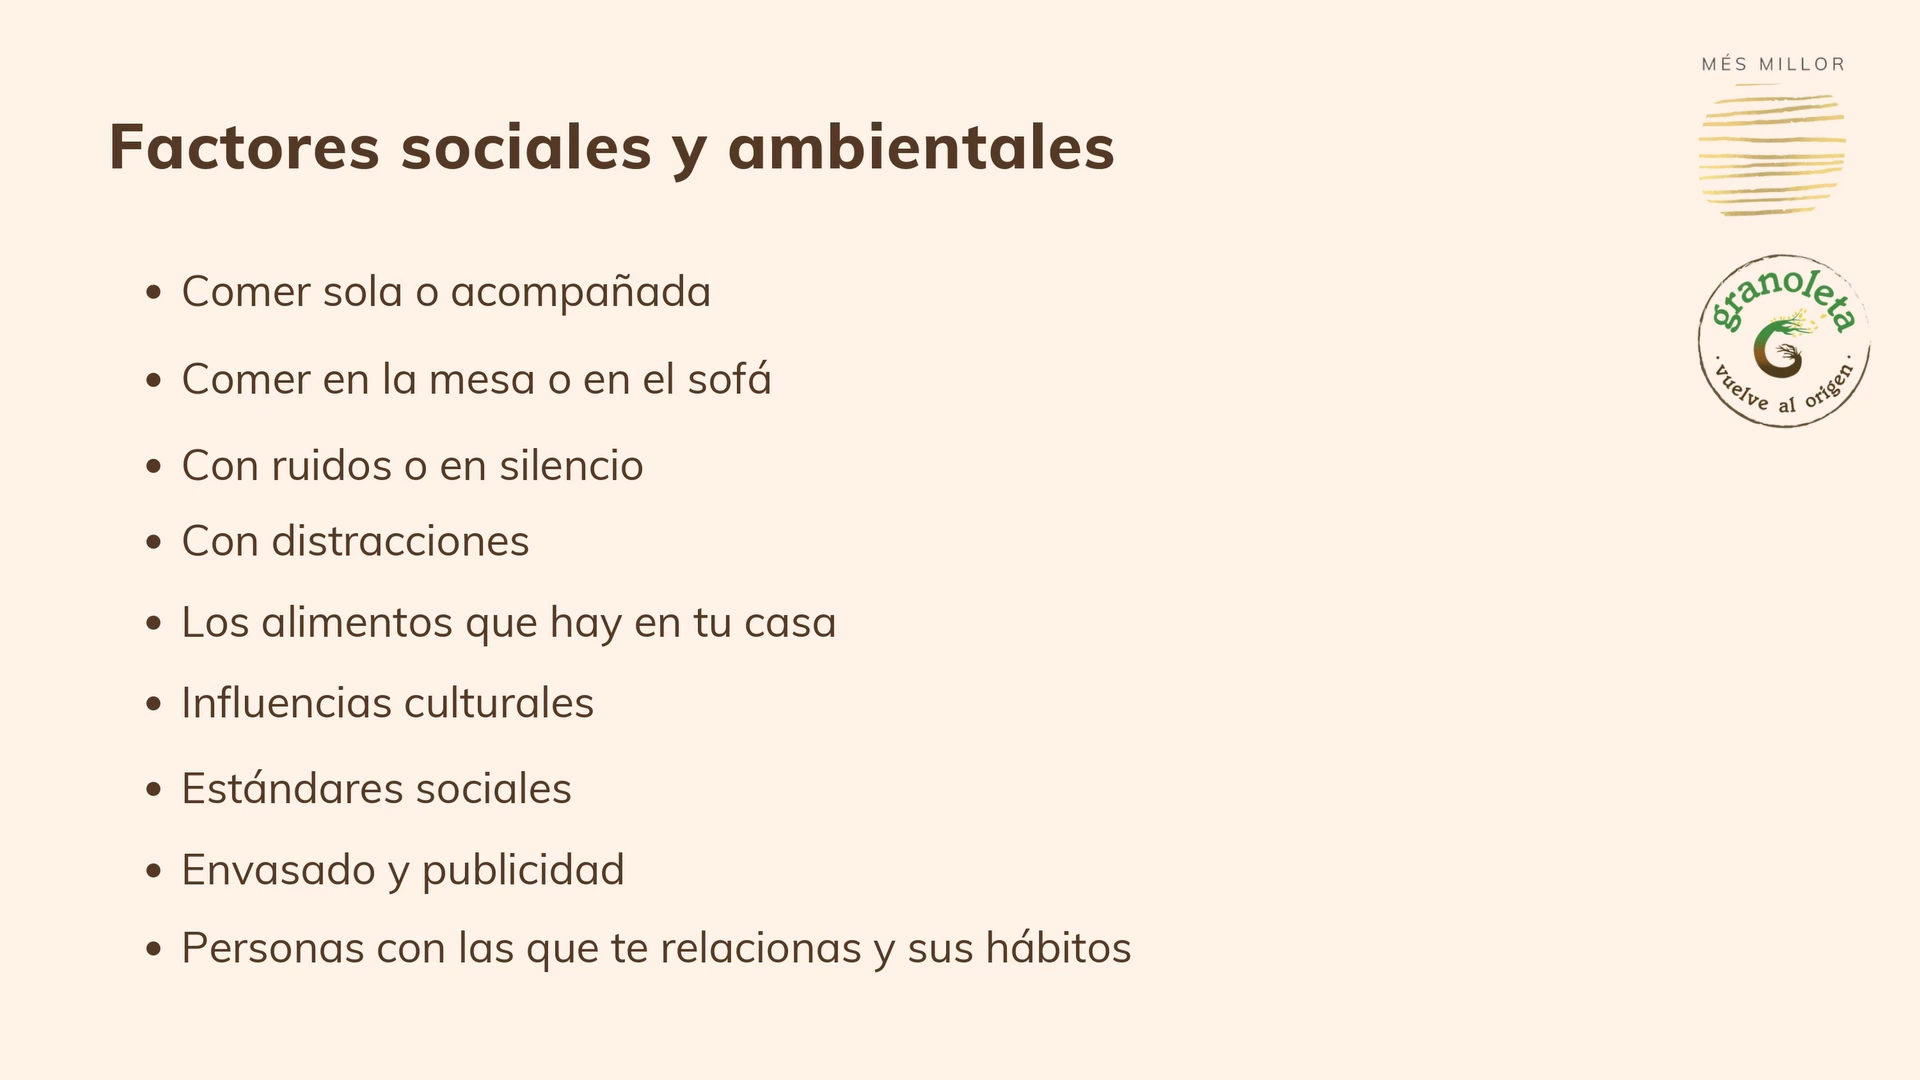 MÉS MILLOR
Factores sociales y ambientales
granoleta
· vuelve al origen ·
• Comer sola o acompañada
• Comer en la mesa o en el sofá
• Con ruidos o en silencio
• Con distracciones
• Los alimentos que hay en tu casa
• Influencias culturales
• Estándares sociales
• Envasado y publicidad
• Personas con las que te relacionas y sus hábitos